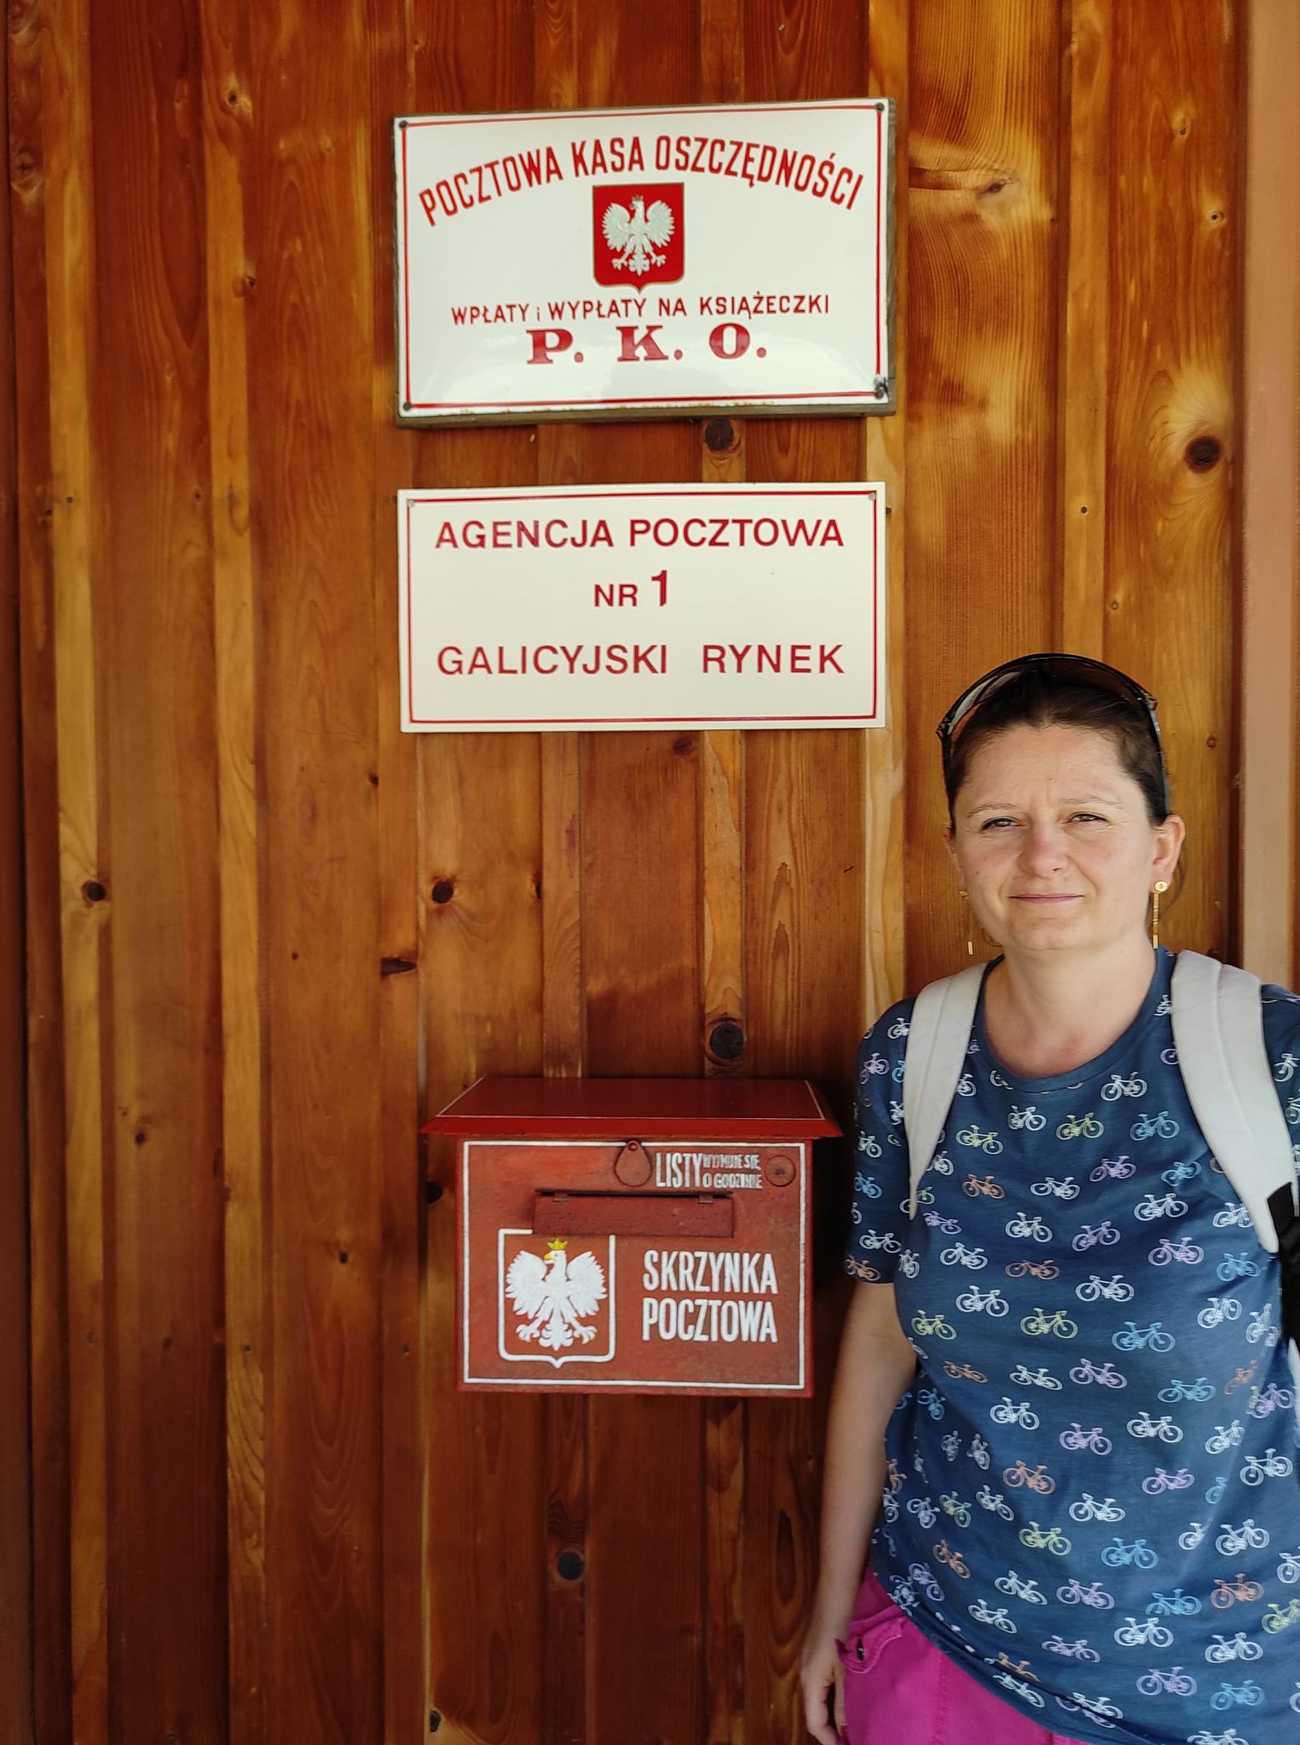 POCZTOWA KASA OSZCZĘDNOŚCI
WPŁATY i WYPŁATY NA KSIĄŻECZKI
P. K. O.
AGENCJA POCZTOWA
NR 1
GALICYJSKI RYNEK
LISTY WYJMUJE SIĘ
O GODZINIE
SKRZYNKA
POCZTOWA